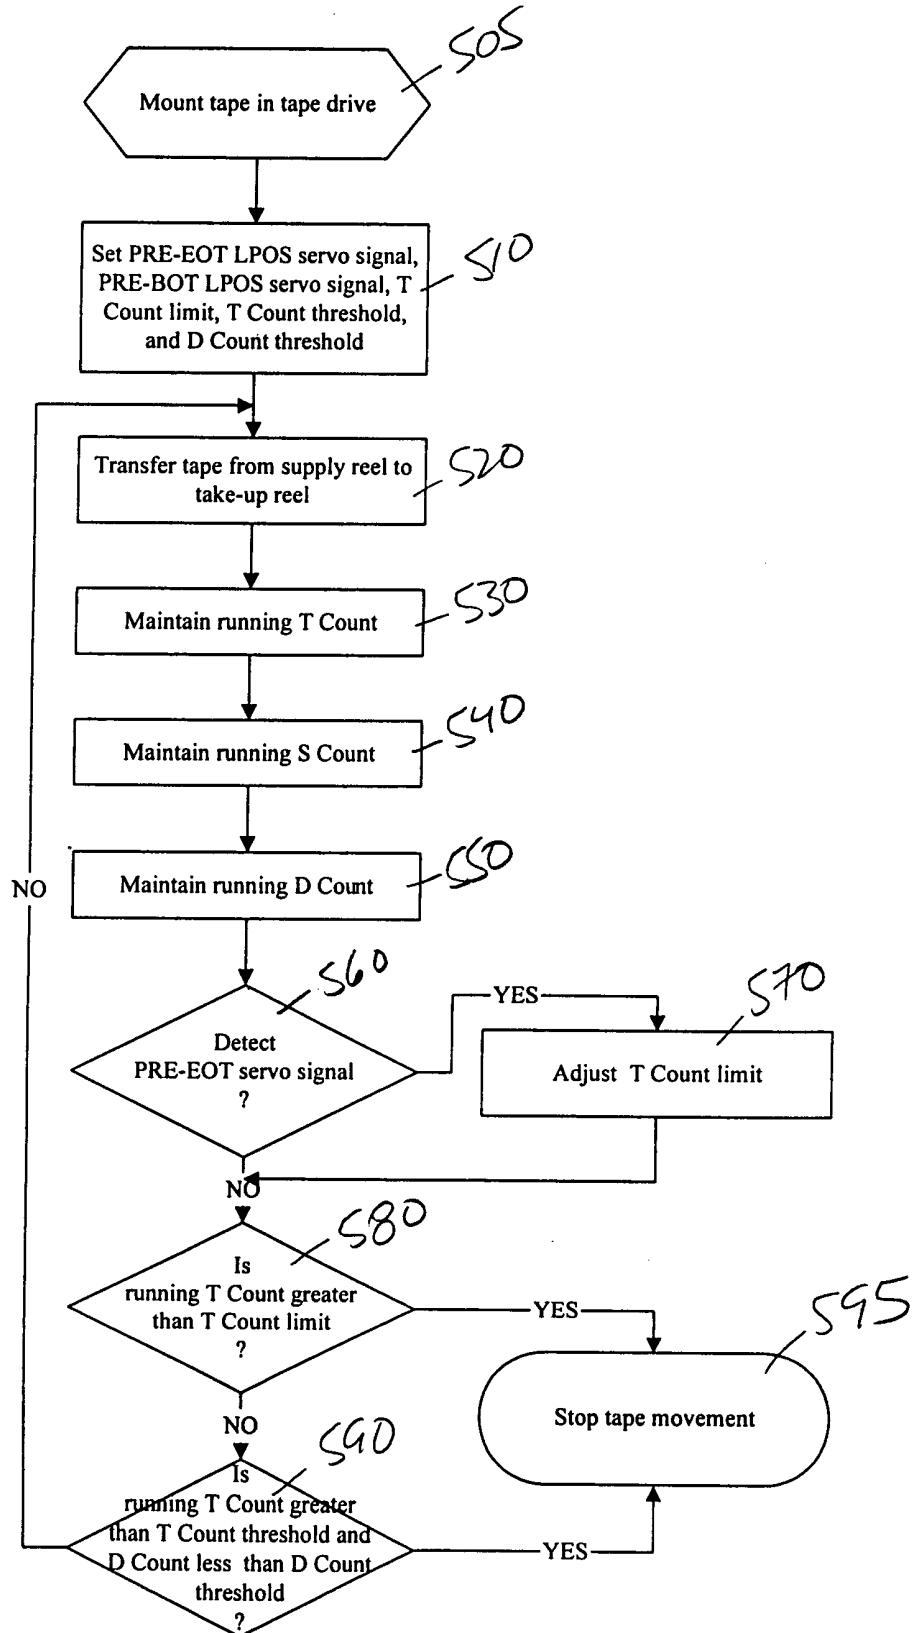 505
Mount tape in tape drive
Set PRE-EOT LPOS servo signal,
PRE-BOT LPOS servo signal, T
Count limit, T Count threshold,
and D Count threshold
510
Transfer tape from supply reel to
take-up reel
520
Maintain running T Count
530
Maintain running S Count
540
Maintain running D Count
550
NO
560
Detect
PRE-EOT servo signal
?
YES
570
Adjust T Count limit
NO
580
Is
running T Count greater
than T Count limit
?
YES
595
Stop tape movement
NO
590
Is
running T Count greater
than T Count threshold and
D Count less than D Count
threshold
?
YES